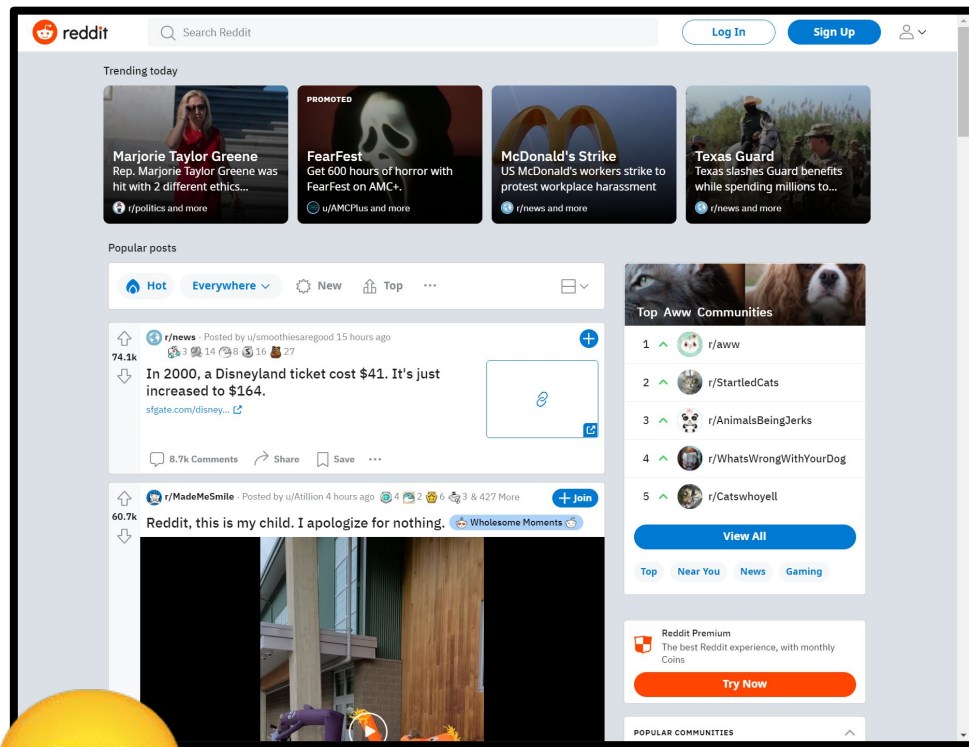 reddit
Search Reddit
Log In
Sign Up
Trending today
Marjorie Taylor Greene
Rep. Marjorie Taylor Greene was
hit with 2 different ethics...
r/politics and more
PROMOTED
FearFest
Get 600 hours of horror with
FearFest on AMC+.
u/AMCPlus and more
McDonald's Strike
US McDonald's workers strike to
protest workplace harassment
r/news and more
Texas Guard
Texas slashes Guard benefits
while spending millions to...
r/news and more
Popular posts
Hot
Everywhere
New
Top
...
74.1k
r/news · Posted by u/smoothiesaregood 15 hours ago
3 14 8 16 27
In 2000, a Disneyland ticket cost $41. It's just
increased to $164.
sfgate.com/disney...
8.7k Comments
Share
Save
...
60.7k
r/MadeMeSmile · Posted by u/Atillion 4 hours ago 4 2 6 3 & 427 More
Join
Reddit, this is my child. I apologize for nothing.
Wholesome Moments
Top Aww Communities
1 r/aww
2 r/StartledCats
3 r/AnimalsBeingJerks
4 r/WhatsWrongWithYourDog
5 r/Catswhoyell
View All
Top
Near You
News
Gaming
Reddit Premium
The best Reddit experience, with monthly
Coins
Try Now
POPULAR COMMUNITIES